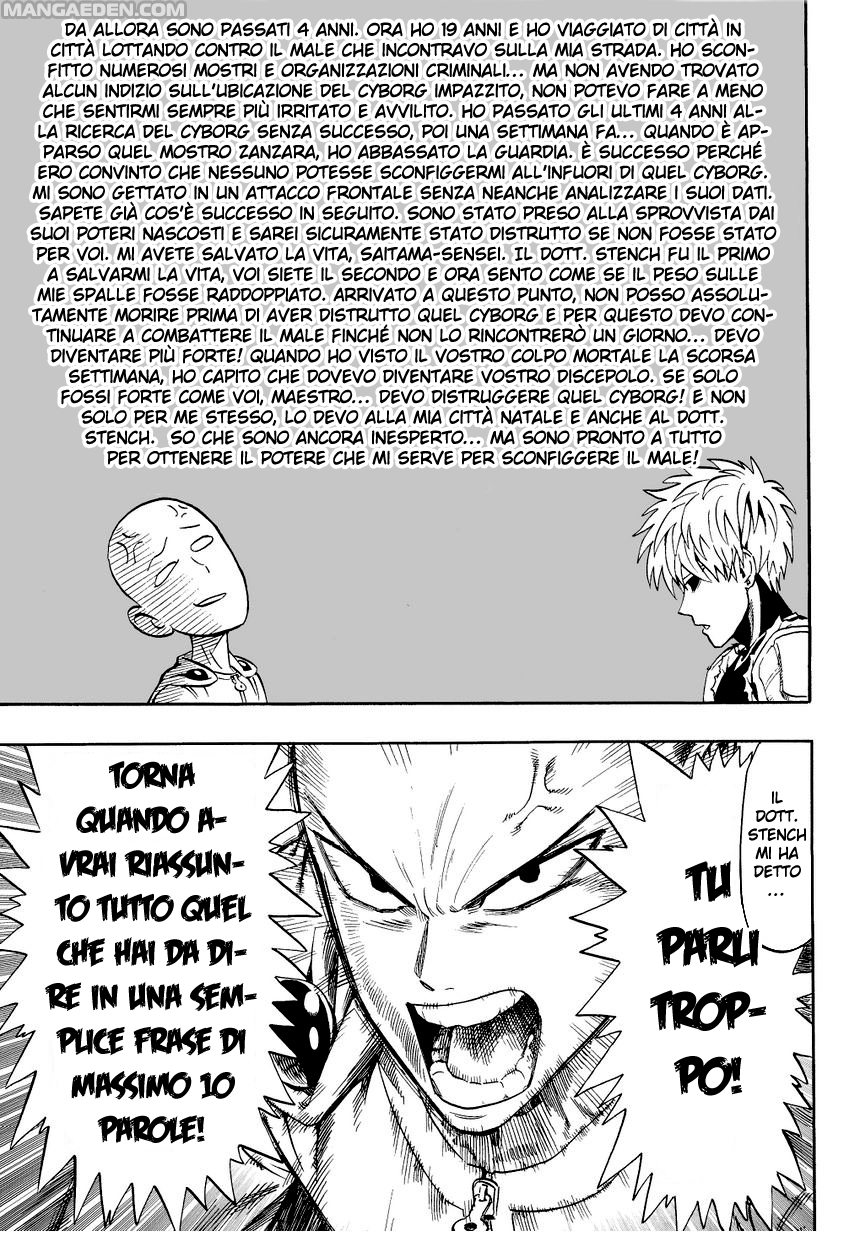 MANGAEDEN.COM
DA ALLORA SONO PASSATI 4 ANNI. ORA HO 19 ANNI E HO VIAGGIATO DI CITTÀ IN
CITTÀ LOTTANDO CONTRO IL MALE CHE INCONTRAVO SULLA MIA STRADA. HO SCON-
FITTO NUMEROSI MOSTRI E ORGANIZZAZIONI CRIMINALI... MA NON AVENDO TROVATO
ALCUN INDIZIO SULL'UBICAZIONE DEL CYBORG IMPAZZITO, NON POTEVO FARE A MENO
CHE SENTIRMI SEMPRE PIÙ IRRITATO E AVVILITO. HO PASSATO GLI ULTIMI 4 ANNI AL-
LA RICERCA DEL CYBORG SENZA SUCCESSO, POI UNA SETTIMANA FA... QUANDO È AP-
PARSO QUEL MOSTRO ZANZARA, HO ABBASSATO LA GUARDIA. È SUCCESSO PERCHÉ
ERO CONVINTO CHE NESSUNO POTESSE SCONFIGGERMI ALL'INFUORI DI QUEL CYBORG.
MI SONO GETTATO IN UN ATTACCO FRONTALE SENZA NEANCHE ANALIZZARE I SUOI DATI.
SAPETE GIÀ COS'È SUCCESSO IN SEGUITO. SONO STATO PRESO ALLA SPROVVISTA DAI
SUOI POTERI NASCOSTI E SAREI SICURAMENTE STATO DISTRUTTO SE NON FOSSE STATO
PER VOI. MI AVETE SALVATO LA VITA, SAITAMA-SENSEI. IL DOTT. STENCH FU IL PRIMO
A SALVARMI LA VITA, VOI SIETE IL SECONDO E ORA SENTO COME SE IL PESO SULLE
MIE SPALLE FOSSE RADDOPPIATO. ARRIVATO A QUESTO PUNTO, NON POSSO ASSOLU-
TAMENTE MORIRE PRIMA DI AVER DISTRUTTO QUEL CYBORG E PER QUESTO DEVO CON-
TINUARE A COMBATTERE IL MALE FINCHÉ NON LO RINCONTRERÒ UN GIORNO... DEVO
DIVENTARE PIÙ FORTE! QUANDO HO VISTO IL VOSTRO COLPO MORTALE LA SCORSA
SETTIMANA, HO CAPITO CHE DOVEVO DIVENTARE VOSTRO DISCEPOLO. SE SOLO
FOSSI FORTE COME VOI, MAESTRO... DEVO DISTRUGGERE QUEL CYBORG! E NON
SOLO PER ME STESSO, LO DEVO ALLA MIA CITTÀ NATALE E ANCHE AL DOTT.
STENCH. SO CHE SONO ANCORA INESPERTO... MA SONO PRONTO A TUTTO
PER OTTENERE IL POTERE CHE MI SERVE PER SCONFIGGERE IL MALE!
IL
DOTT.
STENCH
MI HA
DETTO
...
TU
PARLI
TROP-
PO!
TORNA
QUANDO A-
VRAI RIASSUN-
TO TUTTO QUEL
CHE HAI DA DI-
RE IN UNA SEM-
PLICE FRASE DI
MASSIMO 10
PAROLE!